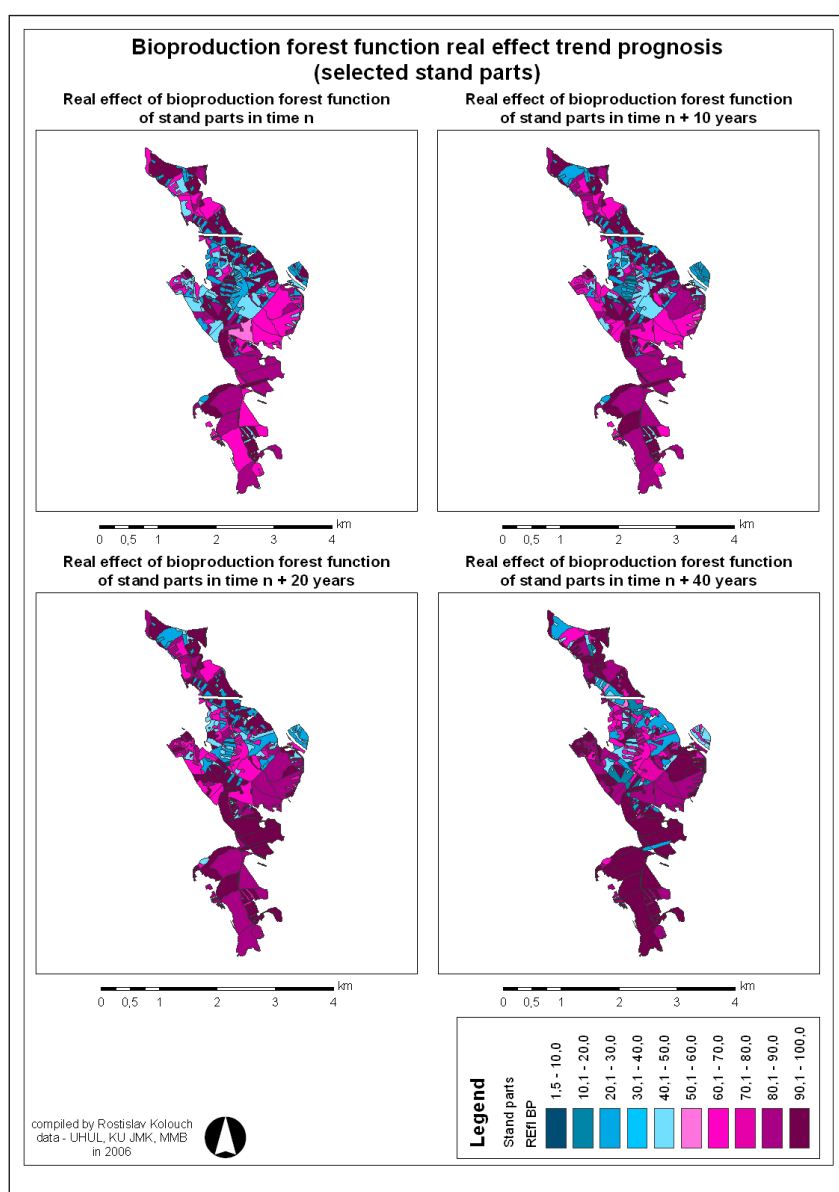 Bioproduction forest function real effect trend prognosis
(selected stand parts)
Real effect of bioproduction forest function
of stand parts in time n
Real effect of bioproduction forest function
of stand parts in time n + 10 years
km
0 0,5 1 2 3 4
km
0 0,5 1 2 3 4
Real effect of bioproduction forest function
of stand parts in time n + 20 years
Real effect of bioproduction forest function
of stand parts in time n + 40 years
km
0 0,5 1 2 3 4
km
0 0,5 1 2 3 4
Legend
Stand parts
REfl BP
1,5 - 10,0
10,1 - 20,0
20,1 - 30,0
30,1 - 40,0
40,1 - 50,0
50,1 - 60,0
60,1 - 70,0
70,1 - 80,0
80,1 - 90,0
90,1 - 100,0
compiled by Rostislav Kolouch
data - UHUL, KU JMK, MMB
in 2006